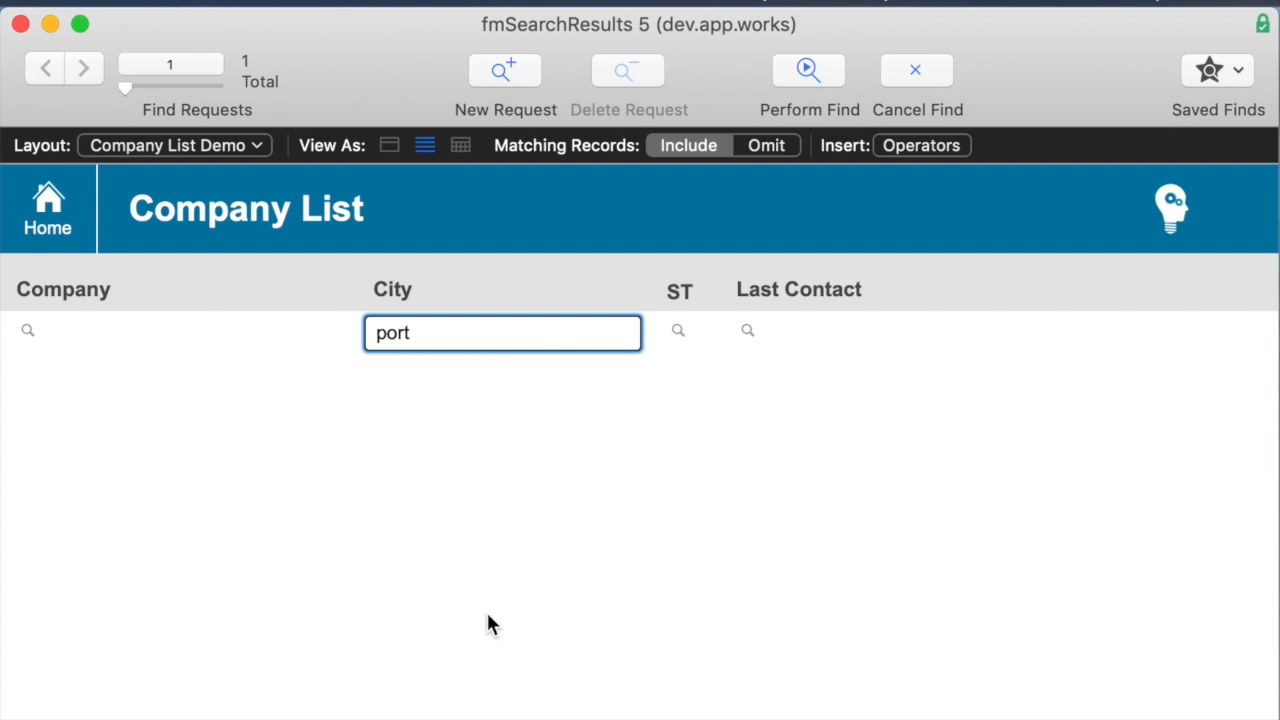 fmSearchResults 5 (dev.app.works)
1
1
Total
Find Requests
New Request
Delete Request
Perform Find
Cancel Find
Saved Finds
Layout: Company List Demo View As: Matching Records: Include Omit Insert: Operators
Home
Company List
Company City ST Last Contact
port